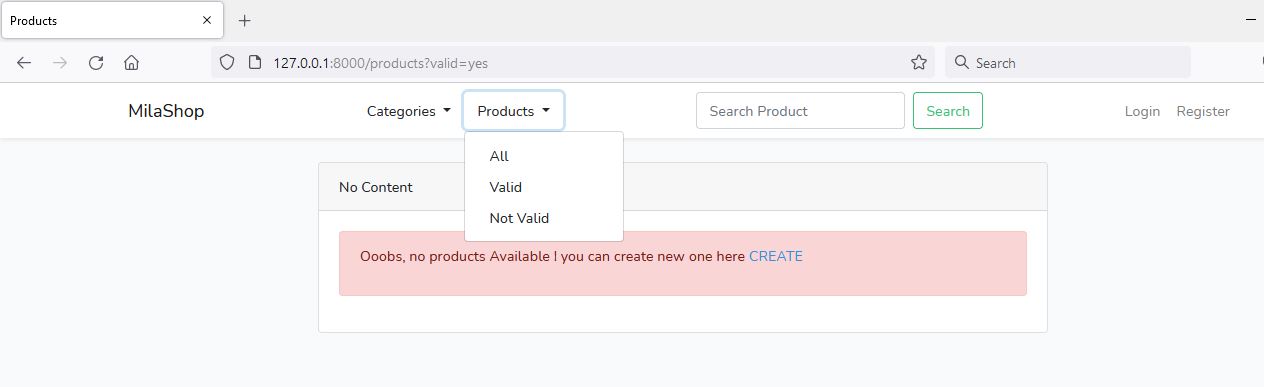 Products
127.0.0.1:8000/products?valid=yes
Search
MilaShop
Categories
Products
Search Product
Search
Login
Register
All
Valid
Not Valid
No Content
Ooobs, no products Available ! you can create new one here CREATE